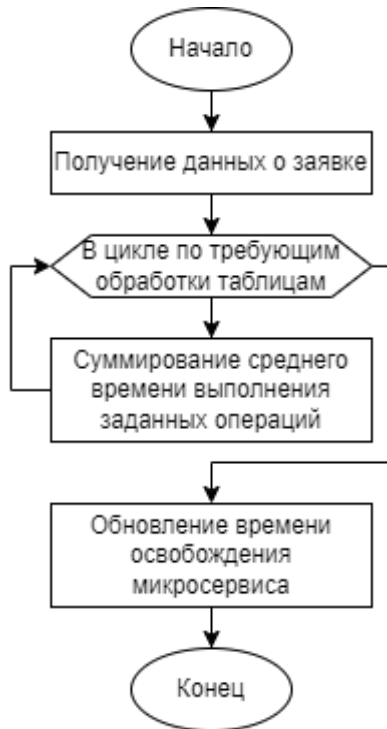 Начало
Получение данных о заявке
В цикле по требующим
обработки таблицам
Суммирование среднего
времени выполнения
заданных операций
Обновление времени
освобождения
микросервиса
Конец